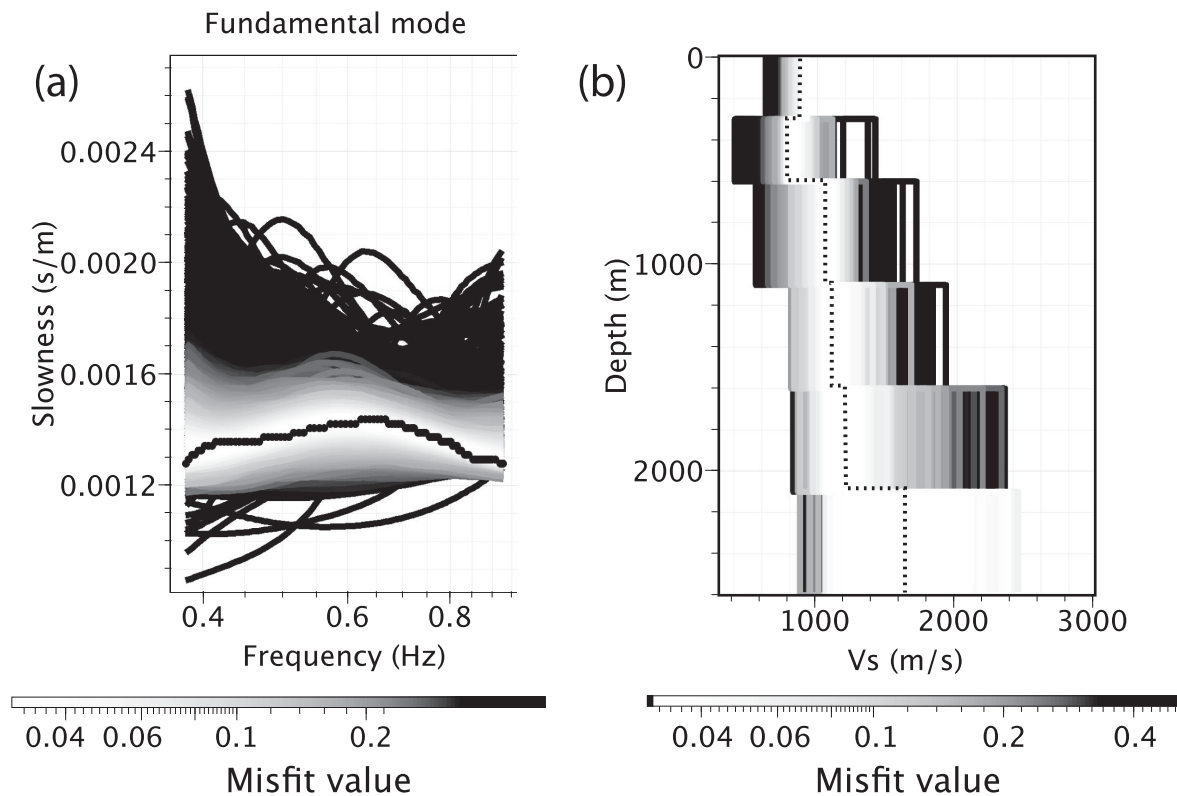 Fundamental mode
(a)
Slowness (s/m)
0.0024
0.0020
0.0016
0.0012
0.4 0.6 0.8
Frequency (Hz)
0.04 0.06 0.1 0.2
Misfit value
(b)
Depth (m)
0
1000
2000
1000 2000 3000
Vs (m/s)
0.04 0.06 0.1 0.2 0.4
Misfit value